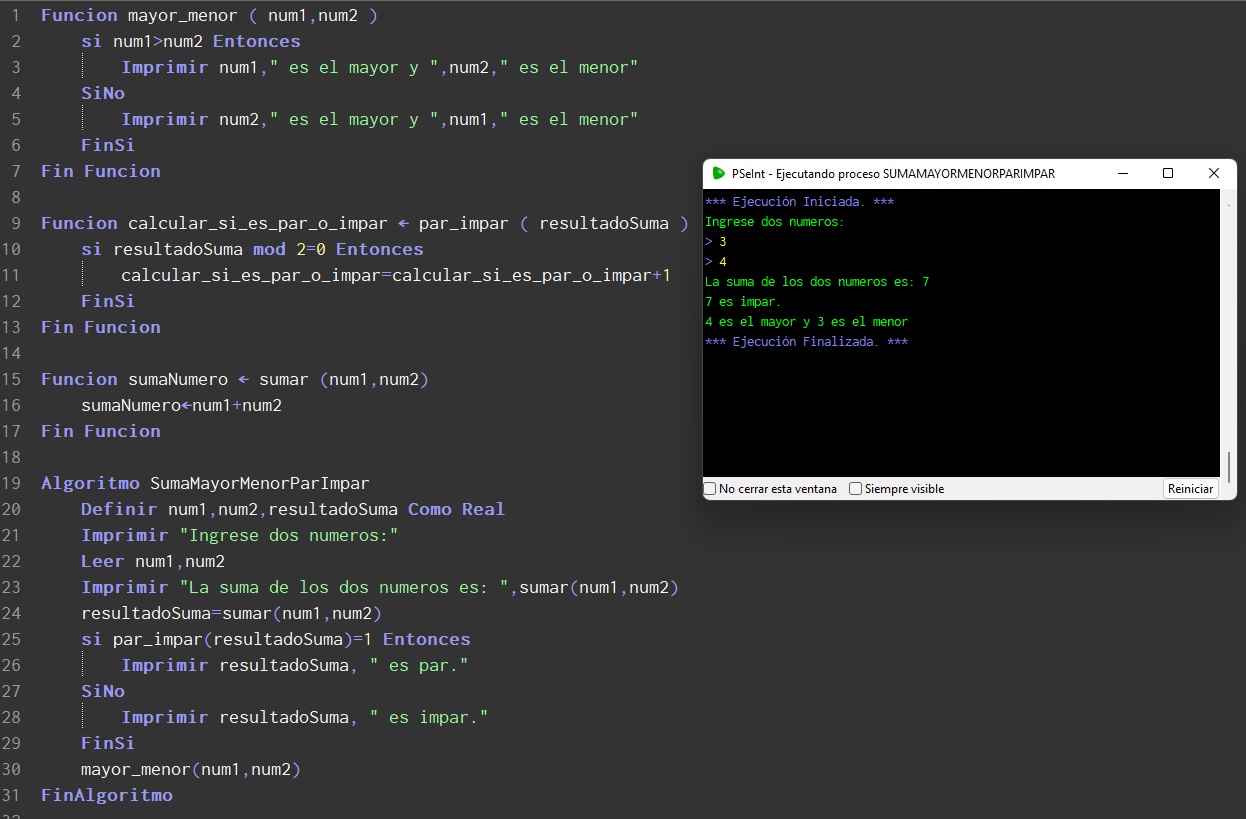 1 Funcion mayor_menor ( num1,num2 )
2 si num1>num2 Entonces
3 Imprimir num1," es el mayor y ",num2," es el menor"
4 SiNo
5 Imprimir num2," es el mayor y ",num1," es el menor"
6 FinSi
7 Fin Funcion
8
9 Funcion calcular_si_es_par_o_impar ← par_impar ( resultadoSuma )
10 si resultadoSuma mod 2=0 Entonces
11 calcular_si_es_par_o_impar=calcular_si_es_par_o_impar+1
12 FinSi
13 Fin Funcion
14
15 Funcion sumaNumero ← sumar (num1,num2)
16 sumaNumero←num1+num2
17 Fin Funcion
18
19 Algoritmo SumaMayorMenorParImpar
20 Definir num1,num2,resultadoSuma Como Real
21 Imprimir "Ingrese dos numeros:"
22 Leer num1,num2
23 Imprimir "La suma de los dos numeros es: ",sumar(num1,num2)
24 resultadoSuma=sumar(num1,num2)
25 si par_impar(resultadoSuma)=1 Entonces
26 Imprimir resultadoSuma, " es par."
27 SiNo
28 Imprimir resultadoSuma, " es impar."
29 FinSi
30 mayor_menor(num1,num2)
31 FinAlgoritmo
PSeInt - Ejecutando proceso SUMAMAYORMENORPARIMPAR
*** Ejecución Iniciada. ***
Ingrese dos numeros:
> 3
> 4
La suma de los dos numeros es: 7
7 es impar.
4 es el mayor y 3 es el menor
*** Ejecución Finalizada. ***
No cerrar esta ventana Siempre visible Reiniciar